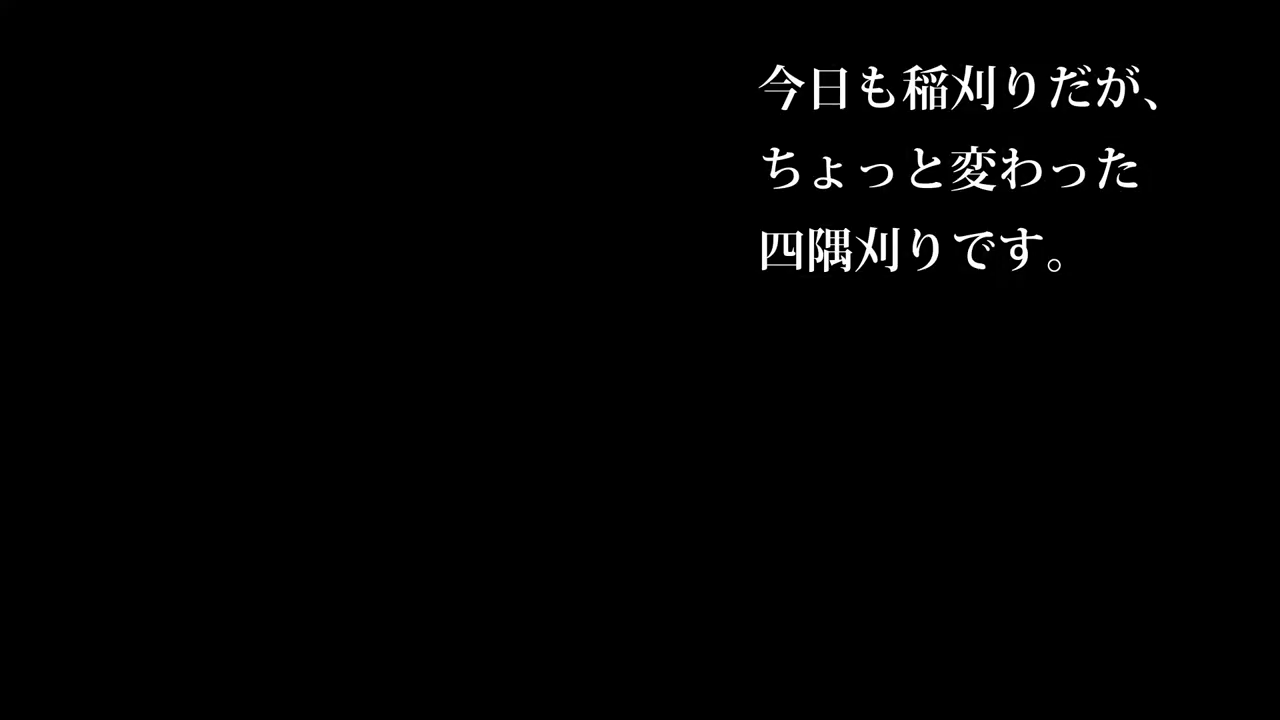 今日も稲刈りだが、
ちょっと変わった
四隅刈りです。